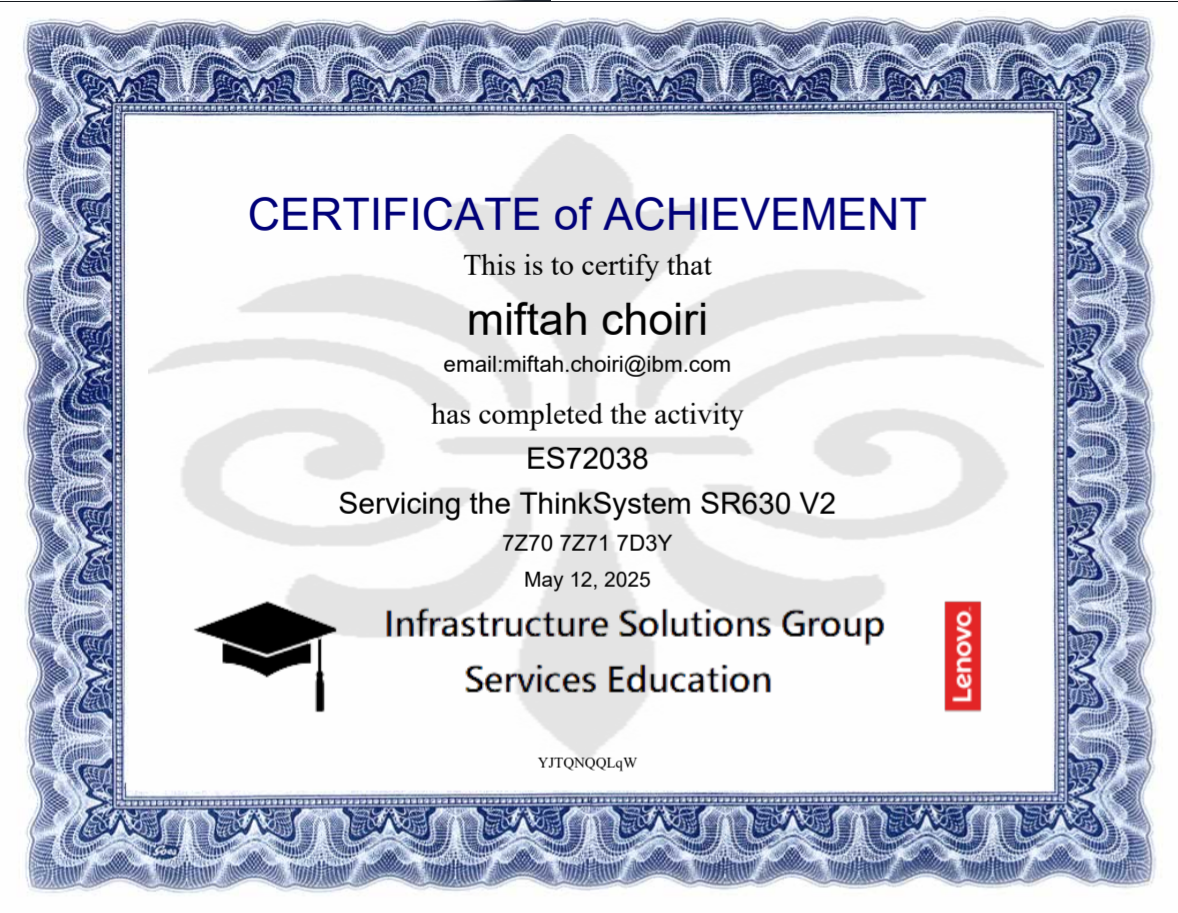 CERTIFICATE of ACHIEVEMENT
This is to certify that
miftah choiri
email:miftah.choiri@ibm.com
has completed the activity
ES72038
Servicing the ThinkSystem SR630 V2
7Z70 7Z71 7D3Y
May 12, 2025
Infrastructure Solutions Group
Services Education
Lenovo.
YJTQNQQLqW